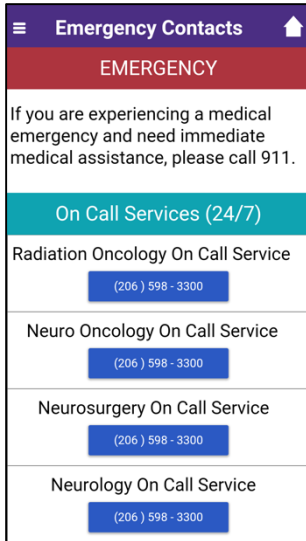 Emergency Contacts
EMERGENCY
If you are experiencing a medical
emergency and need immediate
medical assistance, please call 911.
On Call Services (24/7)
Radiation Oncology On Call Service
(206 ) 598 - 3300
Neuro Oncology On Call Service
(206 ) 598 - 3300
Neurosurgery On Call Service
(206 ) 598 - 3300
Neurology On Call Service
(206 ) 598 - 3300